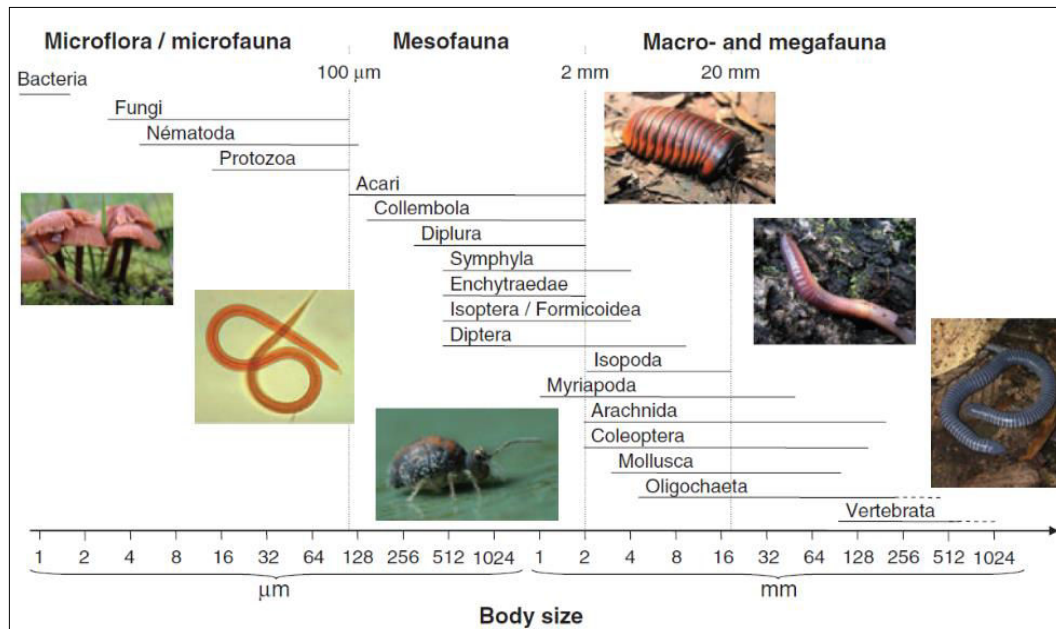 Microflora / microfauna Mesofauna Macro- and megafauna
100 μm 2 mm 20 mm
Bacteria
Fungi
Nématoda
Protozoa
Acari
Collembola
Diplura
Symphyla
Enchytraedae
Isoptera / Formicoidea
Diptera
Isopoda
Myriapoda
Arachnida
Coleoptera
Mollusca
Oligochaeta
Vertebrata
1 2 4 8 16 32 64 128 256 512 1024 1 2 4 8 16 32 64 128 256 512 1024
μm mm
Body size